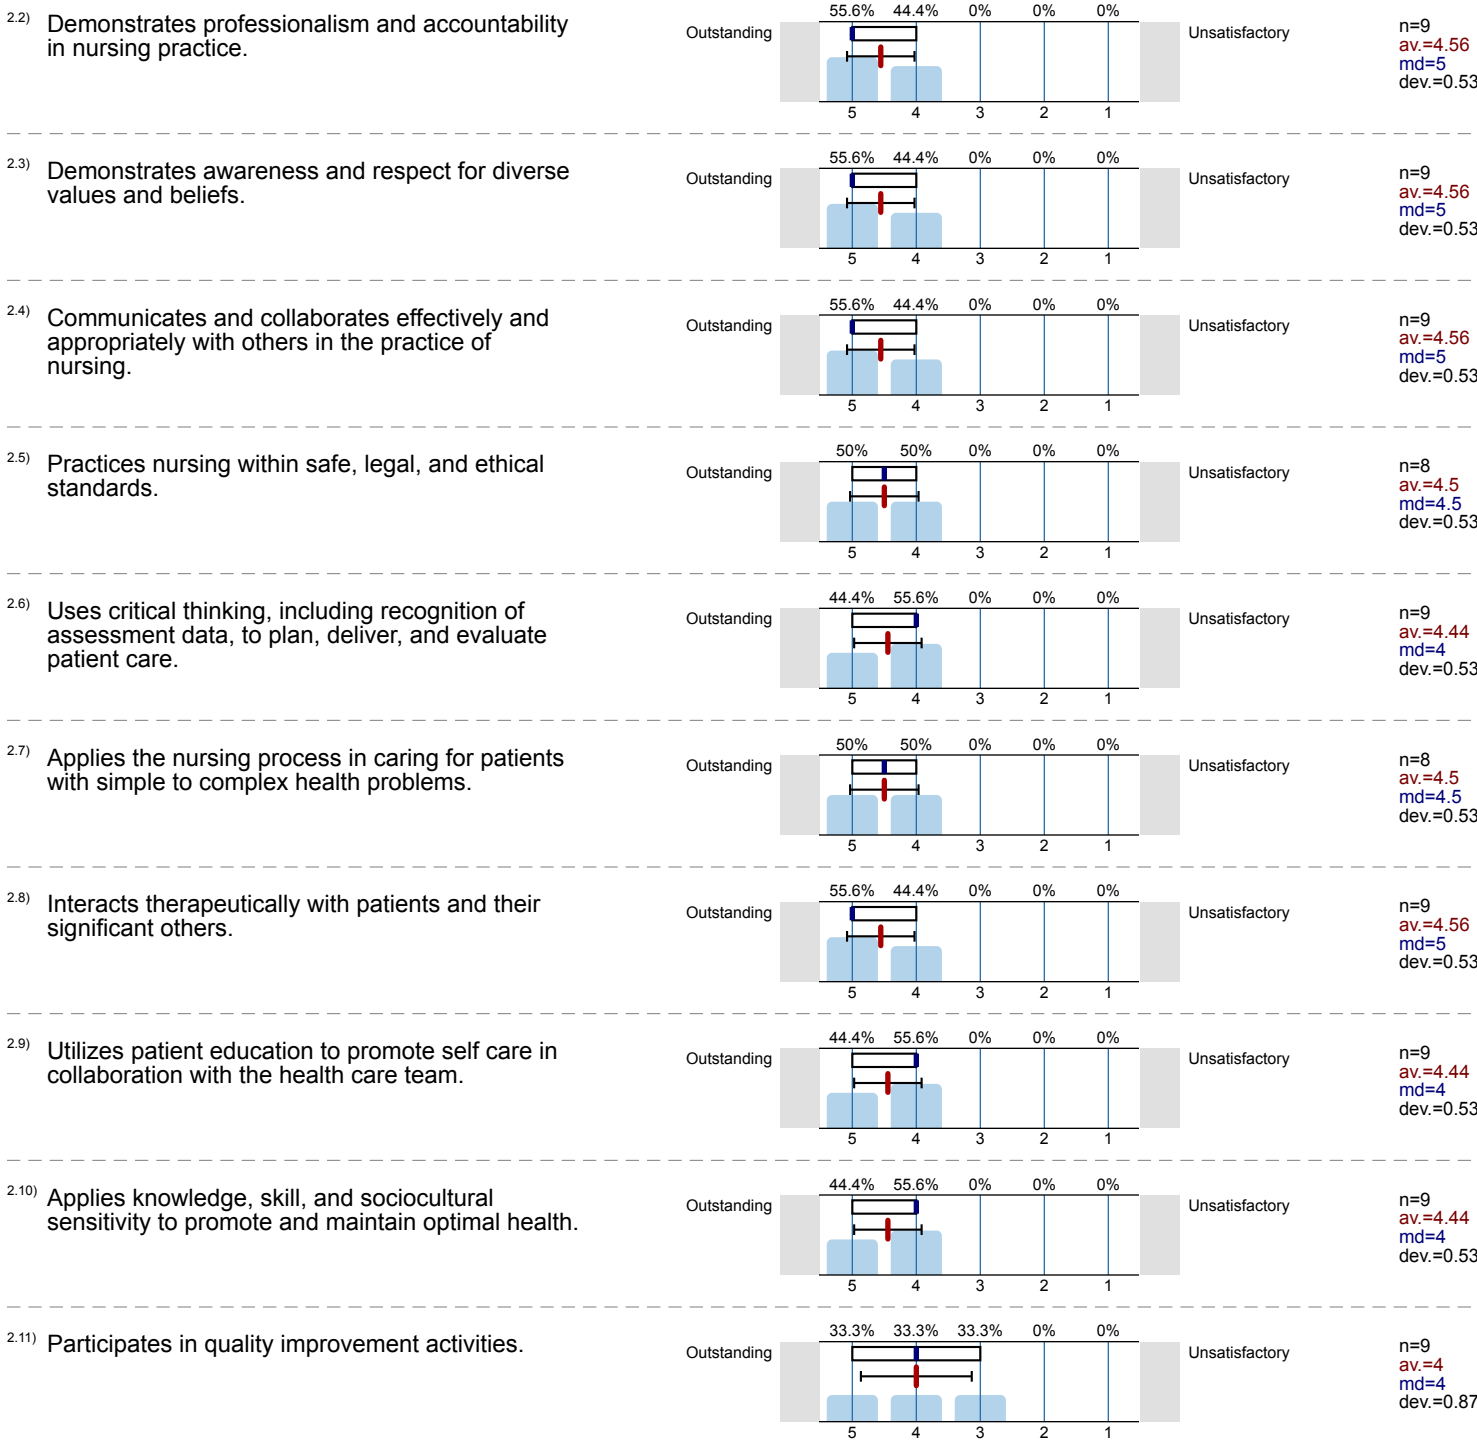 2.2) Demonstrates professionalism and accountability
in nursing practice.
55.6% 44.4% 0% 0% 0%
Outstanding
Unsatisfactory
5 4 3 2 1
n=9
av.=4.56
md=5
dev.=0.53
2.3) Demonstrates awareness and respect for diverse
values and beliefs.
55.6% 44.4% 0% 0% 0%
Outstanding
Unsatisfactory
5 4 3 2 1
n=9
av.=4.56
md=5
dev.=0.53
2.4) Communicates and collaborates effectively and
appropriately with others in the practice of
nursing.
55.6% 44.4% 0% 0% 0%
Outstanding
Unsatisfactory
5 4 3 2 1
n=9
av.=4.56
md=5
dev.=0.53
2.5) Practices nursing within safe, legal, and ethical
standards.
50% 50% 0% 0% 0%
Outstanding
Unsatisfactory
5 4 3 2 1
n=8
av.=4.5
md=4.5
dev.=0.53
2.6) Uses critical thinking, including recognition of
assessment data, to plan, deliver, and evaluate
patient care.
44.4% 55.6% 0% 0% 0%
Outstanding
Unsatisfactory
5 4 3 2 1
n=9
av.=4.44
md=4
dev.=0.53
2.7) Applies the nursing process in caring for patients
with simple to complex health problems.
50% 50% 0% 0% 0%
Outstanding
Unsatisfactory
5 4 3 2 1
n=8
av.=4.5
md=4.5
dev.=0.53
2.8) Interacts therapeutically with patients and their
significant others.
55.6% 44.4% 0% 0% 0%
Outstanding
Unsatisfactory
5 4 3 2 1
n=9
av.=4.56
md=5
dev.=0.53
2.9) Utilizes patient education to promote self care in
collaboration with the health care team.
44.4% 55.6% 0% 0% 0%
Outstanding
Unsatisfactory
5 4 3 2 1
n=9
av.=4.44
md=4
dev.=0.53
2.10) Applies knowledge, skill, and sociocultural
sensitivity to promote and maintain optimal health.
44.4% 55.6% 0% 0% 0%
Outstanding
Unsatisfactory
5 4 3 2 1
n=9
av.=4.44
md=4
dev.=0.53
2.11) Participates in quality improvement activities.
33.3% 33.3% 33.3% 0% 0%
Outstanding
Unsatisfactory
5 4 3 2 1
n=9
av.=4
md=4
dev.=0.87